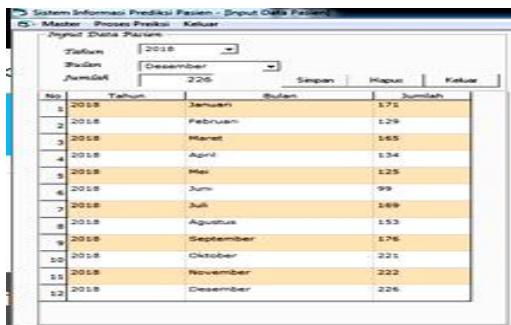 Sistem Informasi Prediksi Pasien - [Input Data Pasien]
Master Proses Preiksi Keluar
Input Data Pasien
Tahun 2018
Bulan Desember
Jumlah 226 Simpan Hapus Keluar
No Tahun Bulan Jumlah
1 2018 Januari 171
2 2018 Februari 129
3 2018 Maret 165
4 2018 April 134
5 2018 Mei 125
6 2018 Juni 99
7 2018 Juli 169
8 2018 Agustus 153
9 2018 September 176
10 2018 Oktober 221
11 2018 November 222
12 2018 Desember 226